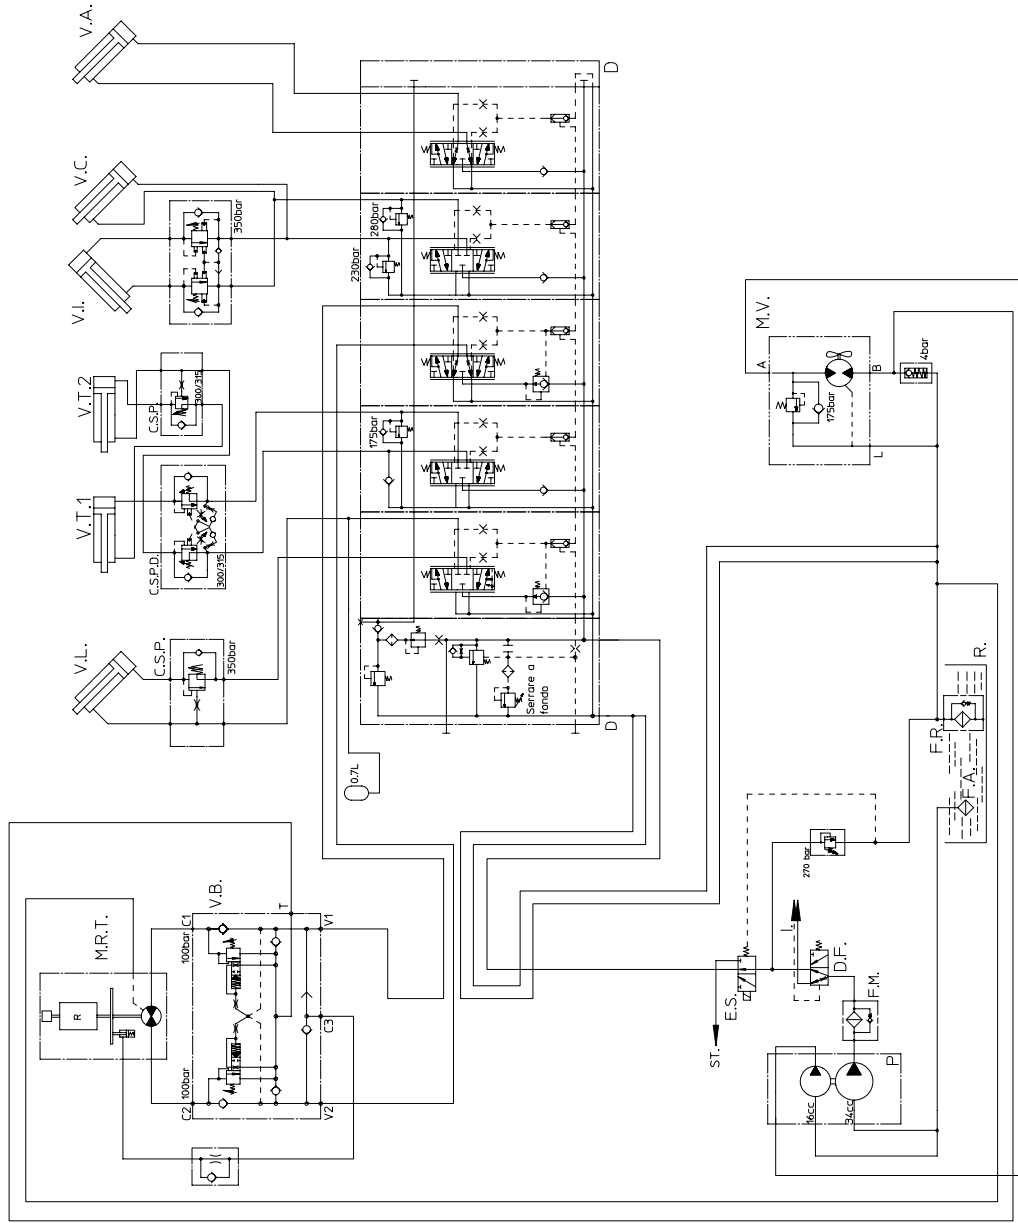 V.A.
V.C.
V.I.
350bar
V.T.2
C.S.P.
300/315
V.T.1
C.S.P.D.
300/315
V.L.
C.S.P.
350bar
D
280bar
230bar
175bar
Serrare a
fondo
D
0.7L
M.V.
A
B
4bar
175bar
L
M.R.T.
R
V.B.
T
C1
100bar
V1
C3
C2
100bar
V2
R.
F.R.
F.A.
270 bar
I.
D.F.
E.S.
ST.
F.M.
P
16cc
34cc